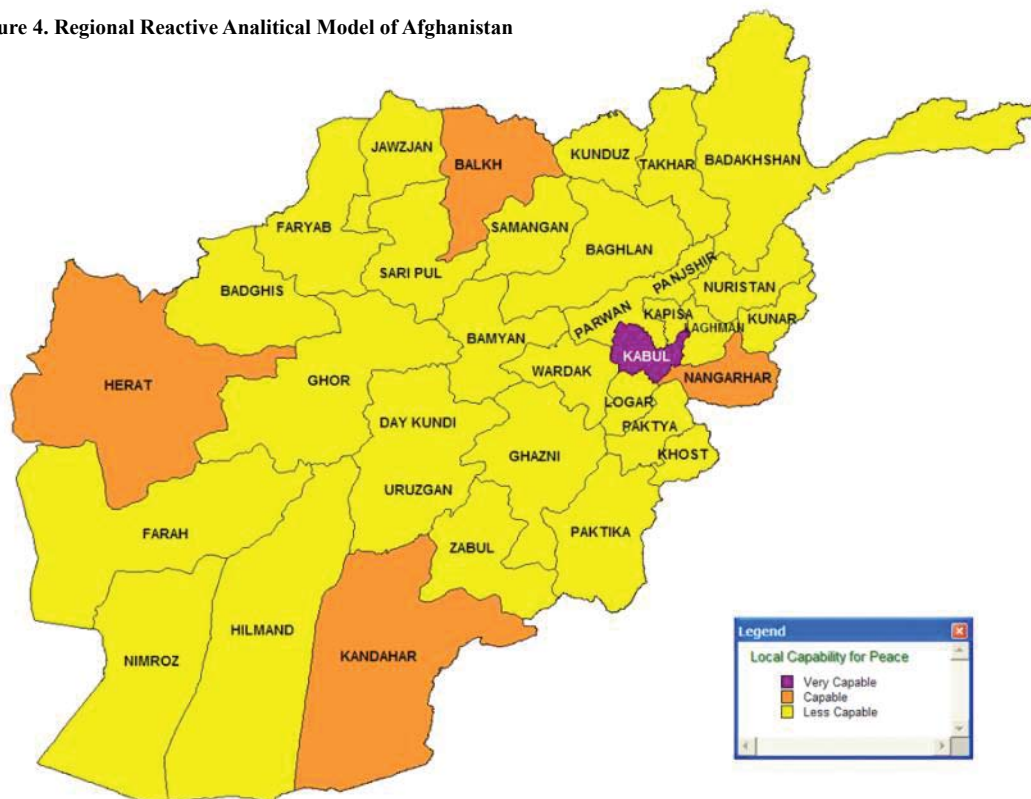 ure 4. Regional Reactive Analitical Model of Afghanistan
JAWZJAN
BALKH
KUNDUZ
TAKHAR
BADAKHSHAN
FARYAB
SAMANGAN
BAGHLAN
SARI PUL
BADGHIS
PANJSHIR
NURISTAN
PARWAN
KAPISA
LAGHMAN
KUNAR
BAMYAN
KABUL
HERAT
GHOR
WARDAK
NANGARHAR
LOGAR
DAY KUNDI
PAKTYA
GHAZNI
KHOST
URUZGAN
FARAH
ZABUL
PAKTIKA
HILMAND
NIMROZ
KANDAHAR
Legend
Local Capability for Peace
Very Capable
Capable
Less Capable